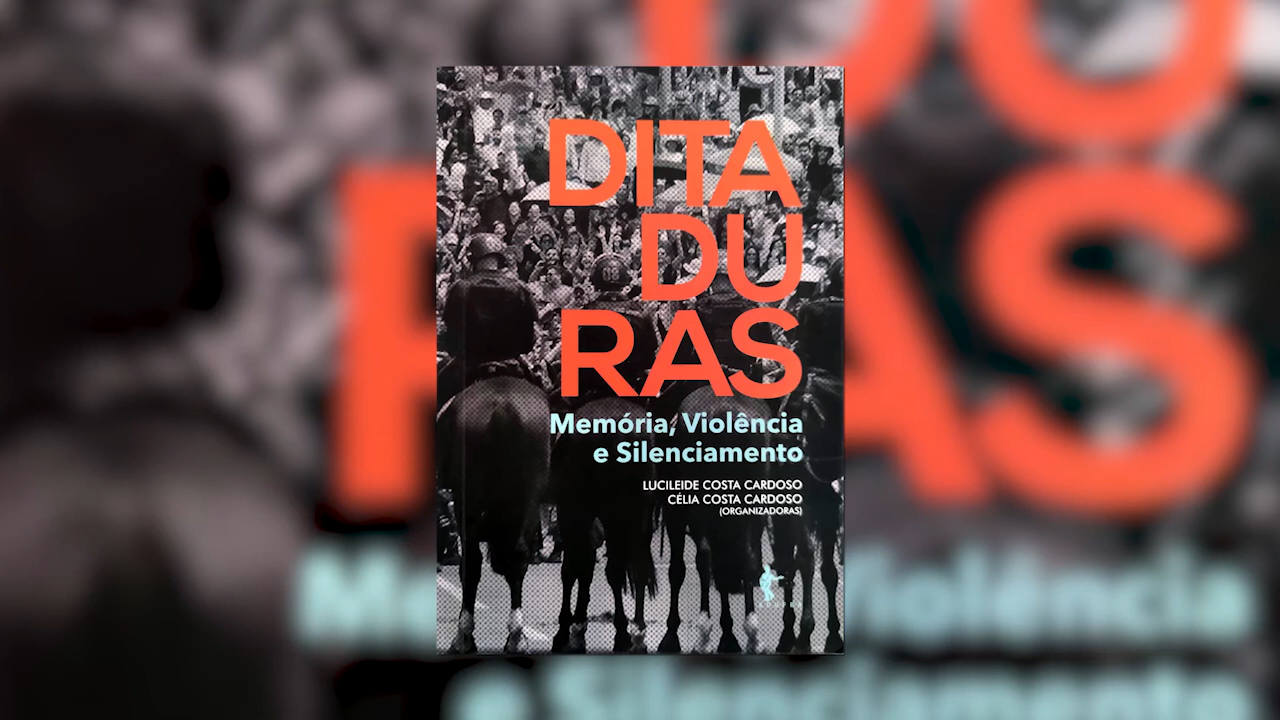 DITA
DU
RAS
Memória, Violência
e Silenciamento
LUCILEIDE COSTA CARDOSO
CÉLIA COSTA CARDOSO
(ORGANIZADORAS)